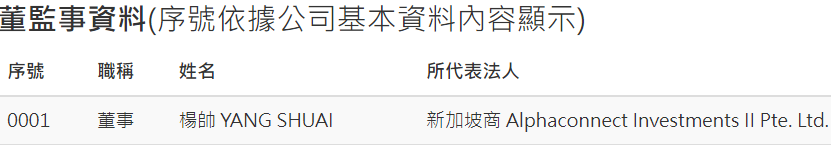 董監事資料(序號依據公司基本資料內容顯示)
序號 職稱 姓名 所代表法人
0001 董事 楊帥 YANG SHUAI 新加坡商 Alphaconnect Investments II Pte. Ltd.